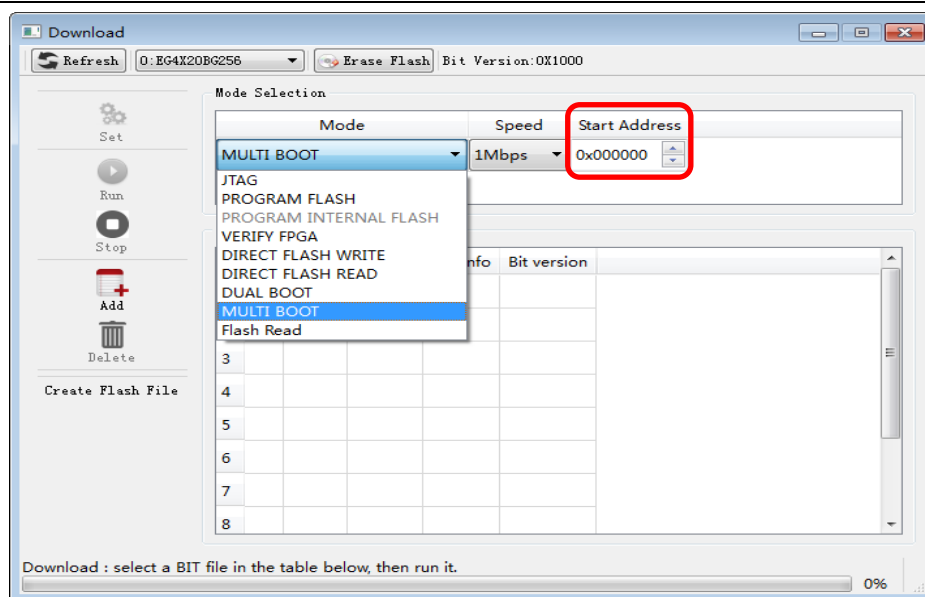 Download
Refresh 0:EG4X20BG256 Erase Flash Bit Version:0X1000
Mode Selection
Set
Mode Speed Start Address
MULTI BOOT 1Mbps 0x000000
JTAG
PROGRAM FLASH
PROGRAM INTERNAL FLASH
VERIFY FPGA
DIRECT FLASH WRITE
DIRECT FLASH READ
DUAL BOOT
MULTI BOOT
Flash Read
Run
Stop
Add
Delete
Create Flash File
nfo Bit version
3
4
5
6
7
8
Download : select a BIT file in the table below, then run it.
0%